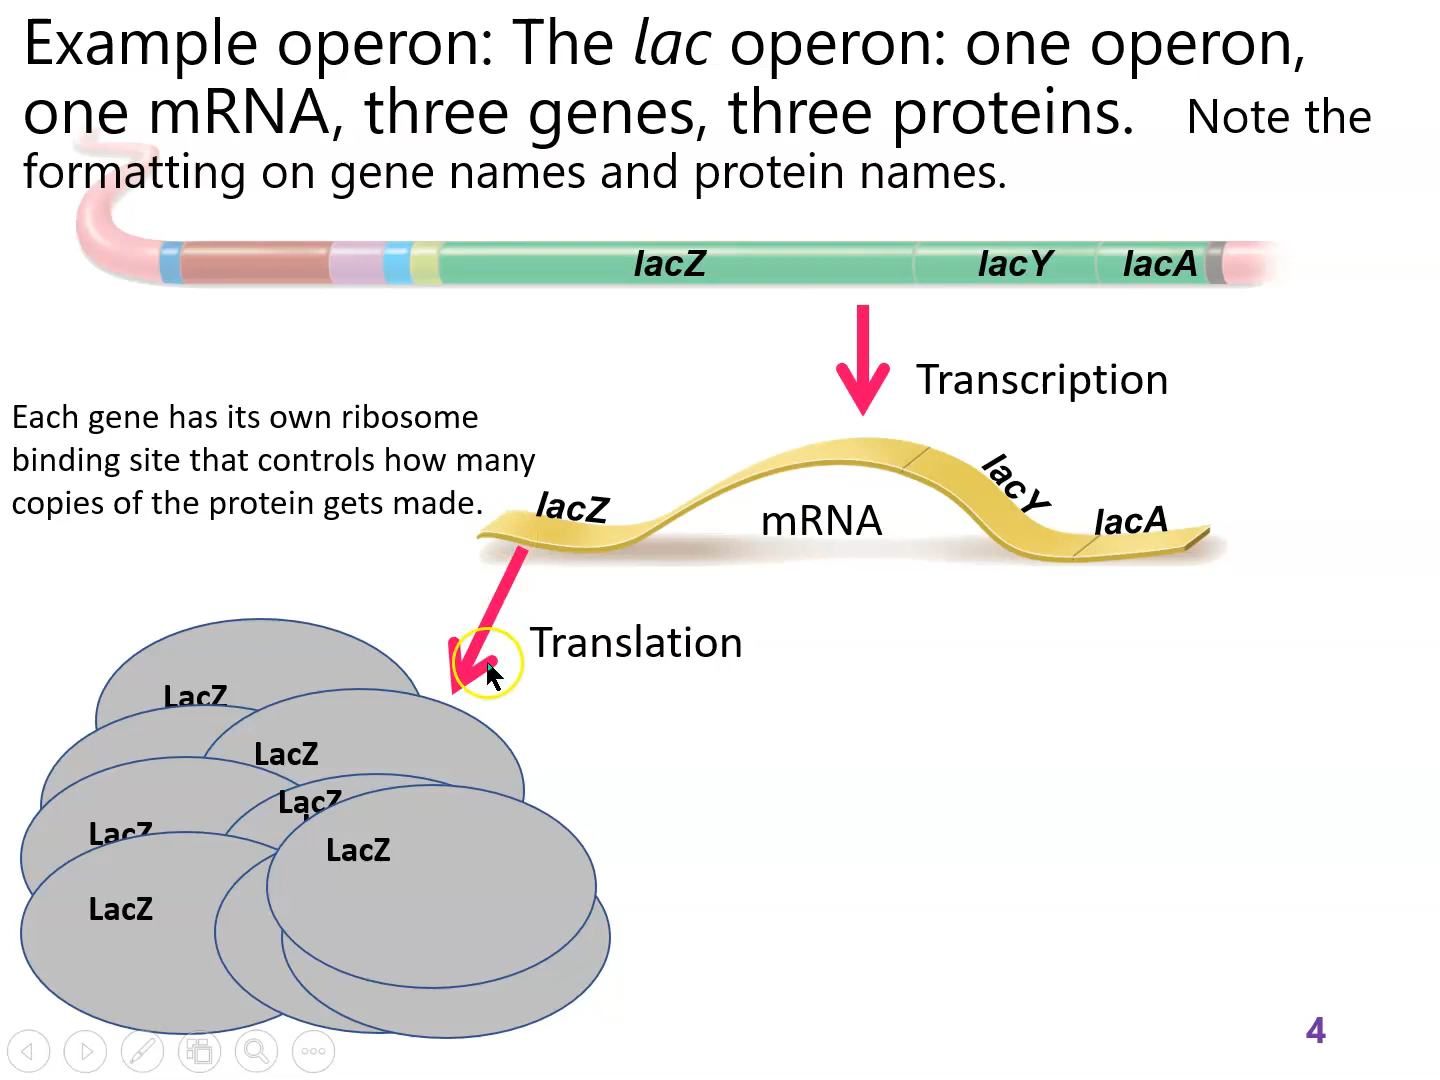 Example operon: The lac operon: one operon,
one mRNA, three genes, three proteins. Note the
formatting on gene names and protein names.
lacZ lacY lacA
Transcription
Each gene has its own ribosome
binding site that controls how many
copies of the protein gets made.
lacZ
mRNA
lacY
lacA
Translation
LacZ
LacZ
LacZ
LacZ
LacZ
LacZ
4